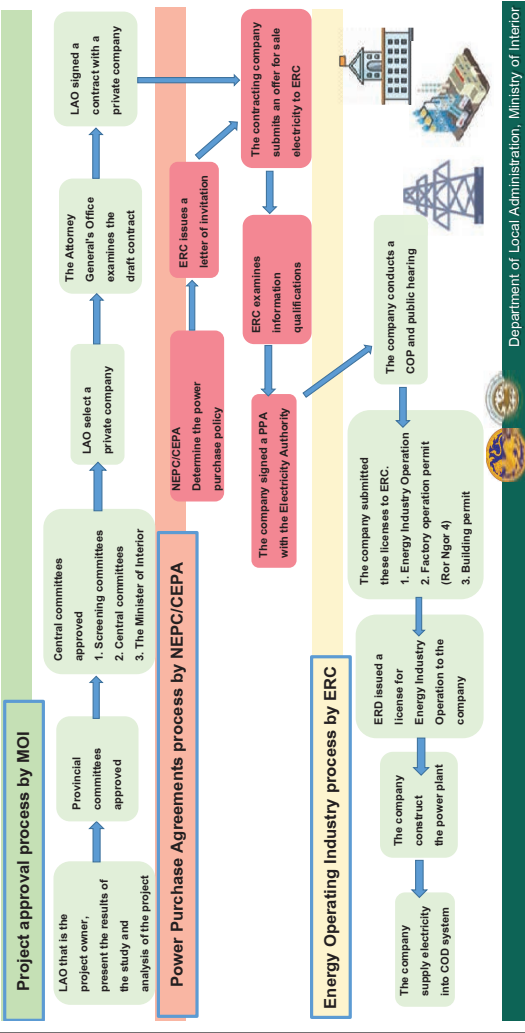 Project approval process by MOI
LAO that is the
project owner,
present the results of
the study and
analysis of the project
Provincial
committees
approved
Central committees
approved
1. Screening committees
2. Central committees
3. The Minister of Interior
LAO select a
private company
The Attorney
General's Office
examines the
draft contract
LAO signed a
contract with a
private company
Power Purchase Agreements process by NEPC/CEPA
NEPC/CEPA
Determine the power
purchase policy
ERC issues a
letter of invitation
The contracting company
submits an offer for sale
electricity to ERC
ERC examines
information
qualifications
The company signed a PPA
with the Electricity Authority
Energy Operating Industry process by ERC
The company conducts a
COP and public hearing
The company submitted
these licenses to ERC.
1. Energy Industry Operation
2. Factory operation permit
(Ror Ngor 4)
3. Building permit
ERD issued a
license for
Energy Industry
Operation to the
company
The company
construct
the power plant
The company
supply electricity
into COD system
Department of Local Administration, Ministry of Interior